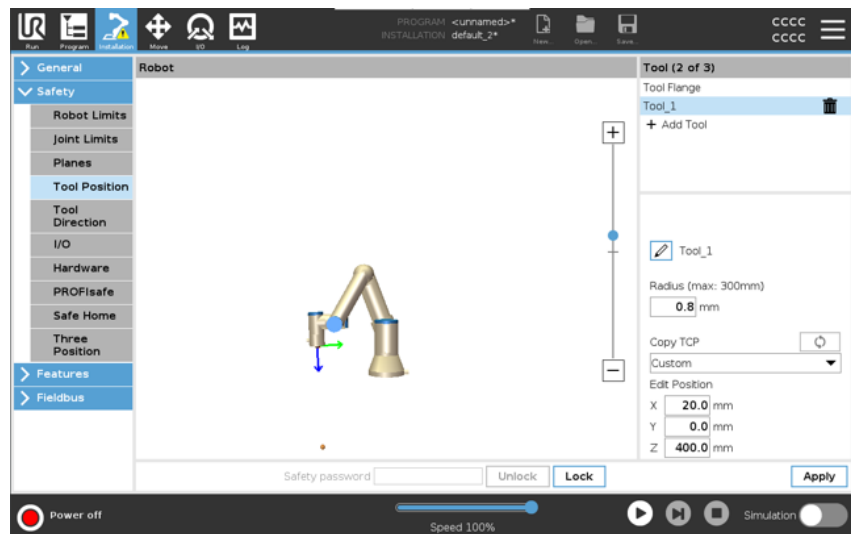 PROGRAM <unnamed>*
INSTALLATION default_2*
Run Program Installation Move I/O Log New... Open... Save...
cccc
cccc
General
Safety
Robot Limits
Joint Limits
Planes
Tool Position
Tool
Direction
I/O
Hardware
PROFIsafe
Safe Home
Three
Position
Features
Fieldbus
Robot
Tool (2 of 3)
Tool Flange
Tool_1
+ Add Tool
Tool_1
Radius (max: 300mm)
0.8 mm
Copy TCP
Custom
Edit Position
X 20.0 mm
Y 0.0 mm
Z 400.0 mm
Safety password Unlock Lock Apply
Power off
Speed 100%
Simulation